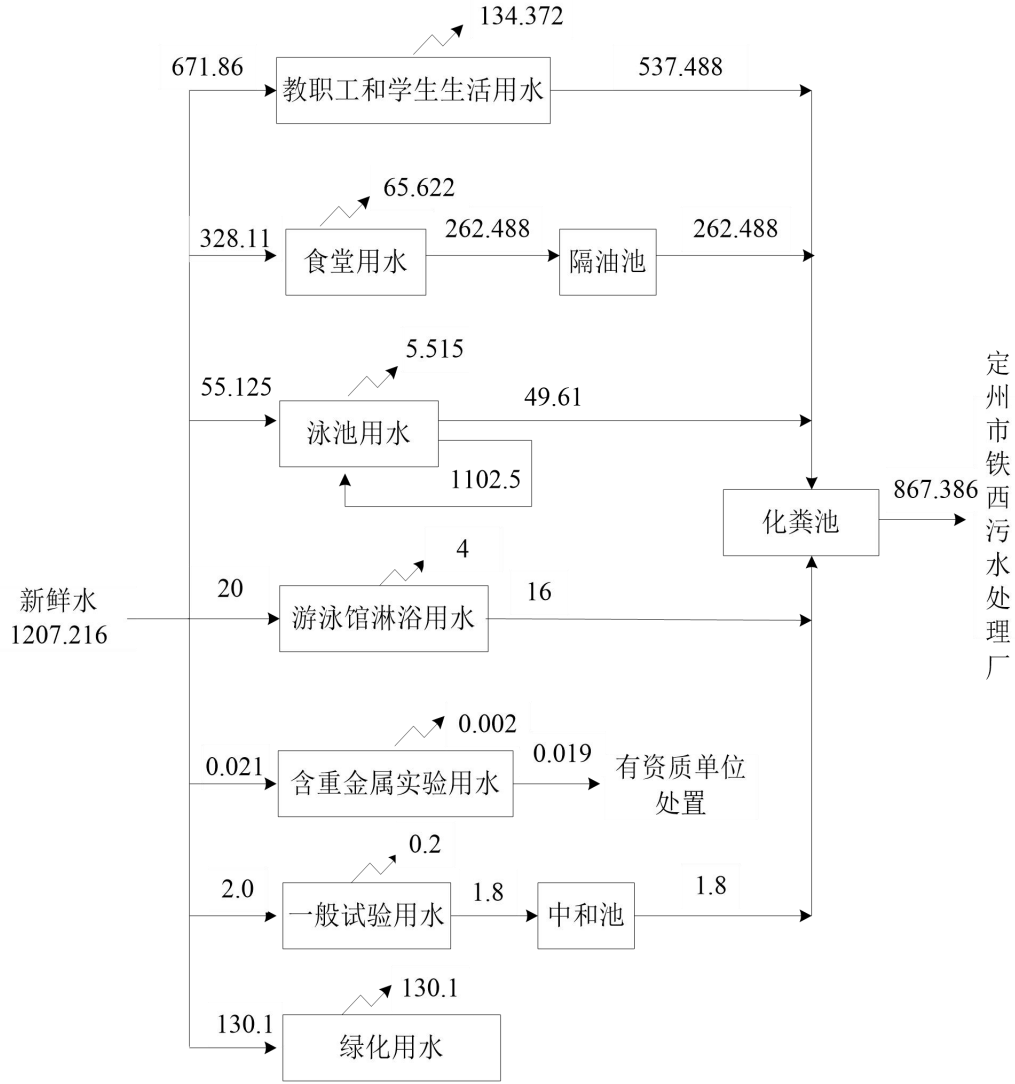 134.372
671.86
教职工和学生生活用水
537.488
65.622
328.11
食堂用水
262.488
隔油池
262.488
5.515
55.125
泳池用水
49.61
1102.5
化粪池
867.386
定州市铁西污水处理厂
新鲜水
1207.216
4
20
游泳馆淋浴用水
16
0.002
0.021
含重金属实验用水
0.019
有资质单位
处置
0.2
2.0
一般试验用水
1.8
中和池
1.8
130.1
130.1
绿化用水